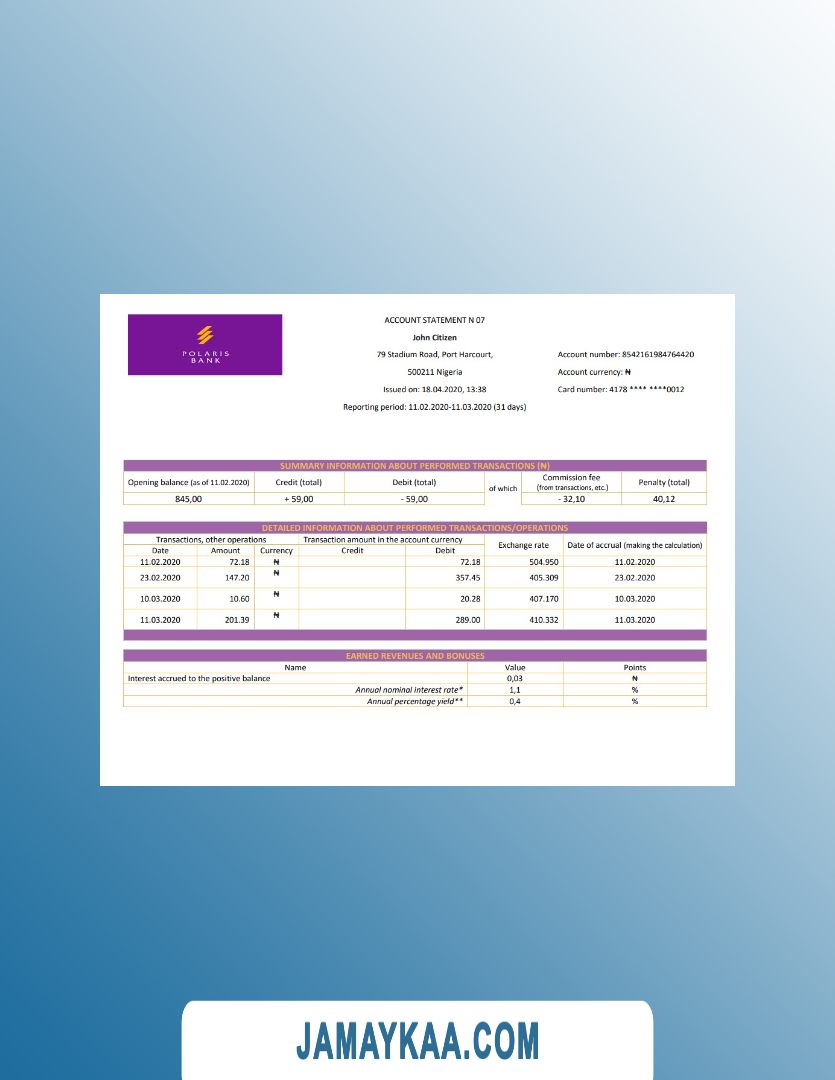 POLARIS
BANK
ACCOUNT STATEMENT N 07
John Citizen
79 Stadium Road, Port Harcourt,
500211 Nigeria
Issued on: 18.04.2020, 13:38
Reporting period: 11.02.2020-11.03.2020 (31 days)
Account number: 8542161984764420
Account currency: ₦
Card number: 4178 **** ****0012
SUMMARY INFORMATION ABOUT PERFORMED TRANSACTIONS (₦)
Opening balance (as of 11.02.2020) Credit (total) Debit (total) of which Commission fee (from transactions, etc.) Penalty (total)
845,00 + 59,00 - 59,00 - 32,10 40,12
DETAILED INFORMATION ABOUT PERFORMED TRANSACTIONS/OPERATIONS
Transactions, other operations Transaction amount in the account currency Exchange rate Date of accrual (making the calculation)
Date Amount Currency Credit Debit
11.02.2020 72.18 ₦ 72.18 504.950 11.02.2020
23.02.2020 147.20 ₦ 357.45 405.309 23.02.2020
10.03.2020 10.60 ₦ 20.28 407.170 10.03.2020
11.03.2020 201.39 ₦ 289.00 410.332 11.03.2020
EARNED REVENUES AND BONUSES
Name Value Points
Interest accrued to the positive balance 0,03 ₦
Annual nominal interest rate* 1,1 %
Annual percentage yield** 0,4 %
JAMAYKAA.COM